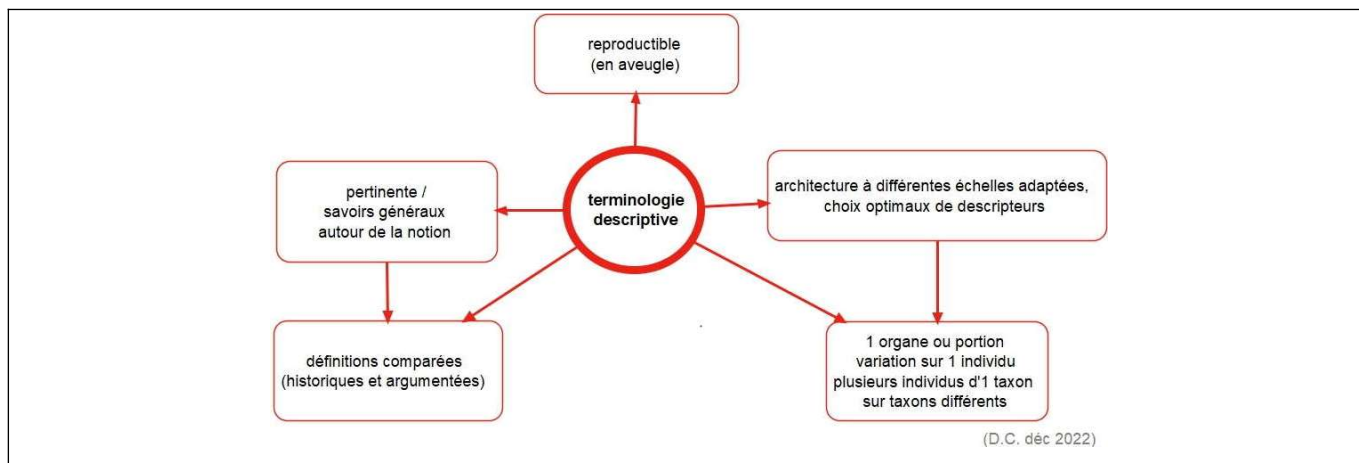 reproductible
(en aveugle)
pertinente /
savoirs généraux
autour de la notion
terminologie
descriptive
architecture à différentes échelles adaptées,
choix optimaux de descripteurs
définitions comparées
(historiques et argumentées)
1 organe ou portion
variation sur 1 individu
plusieurs individus d'1 taxon
sur taxons différents
(D.C. déc 2022)